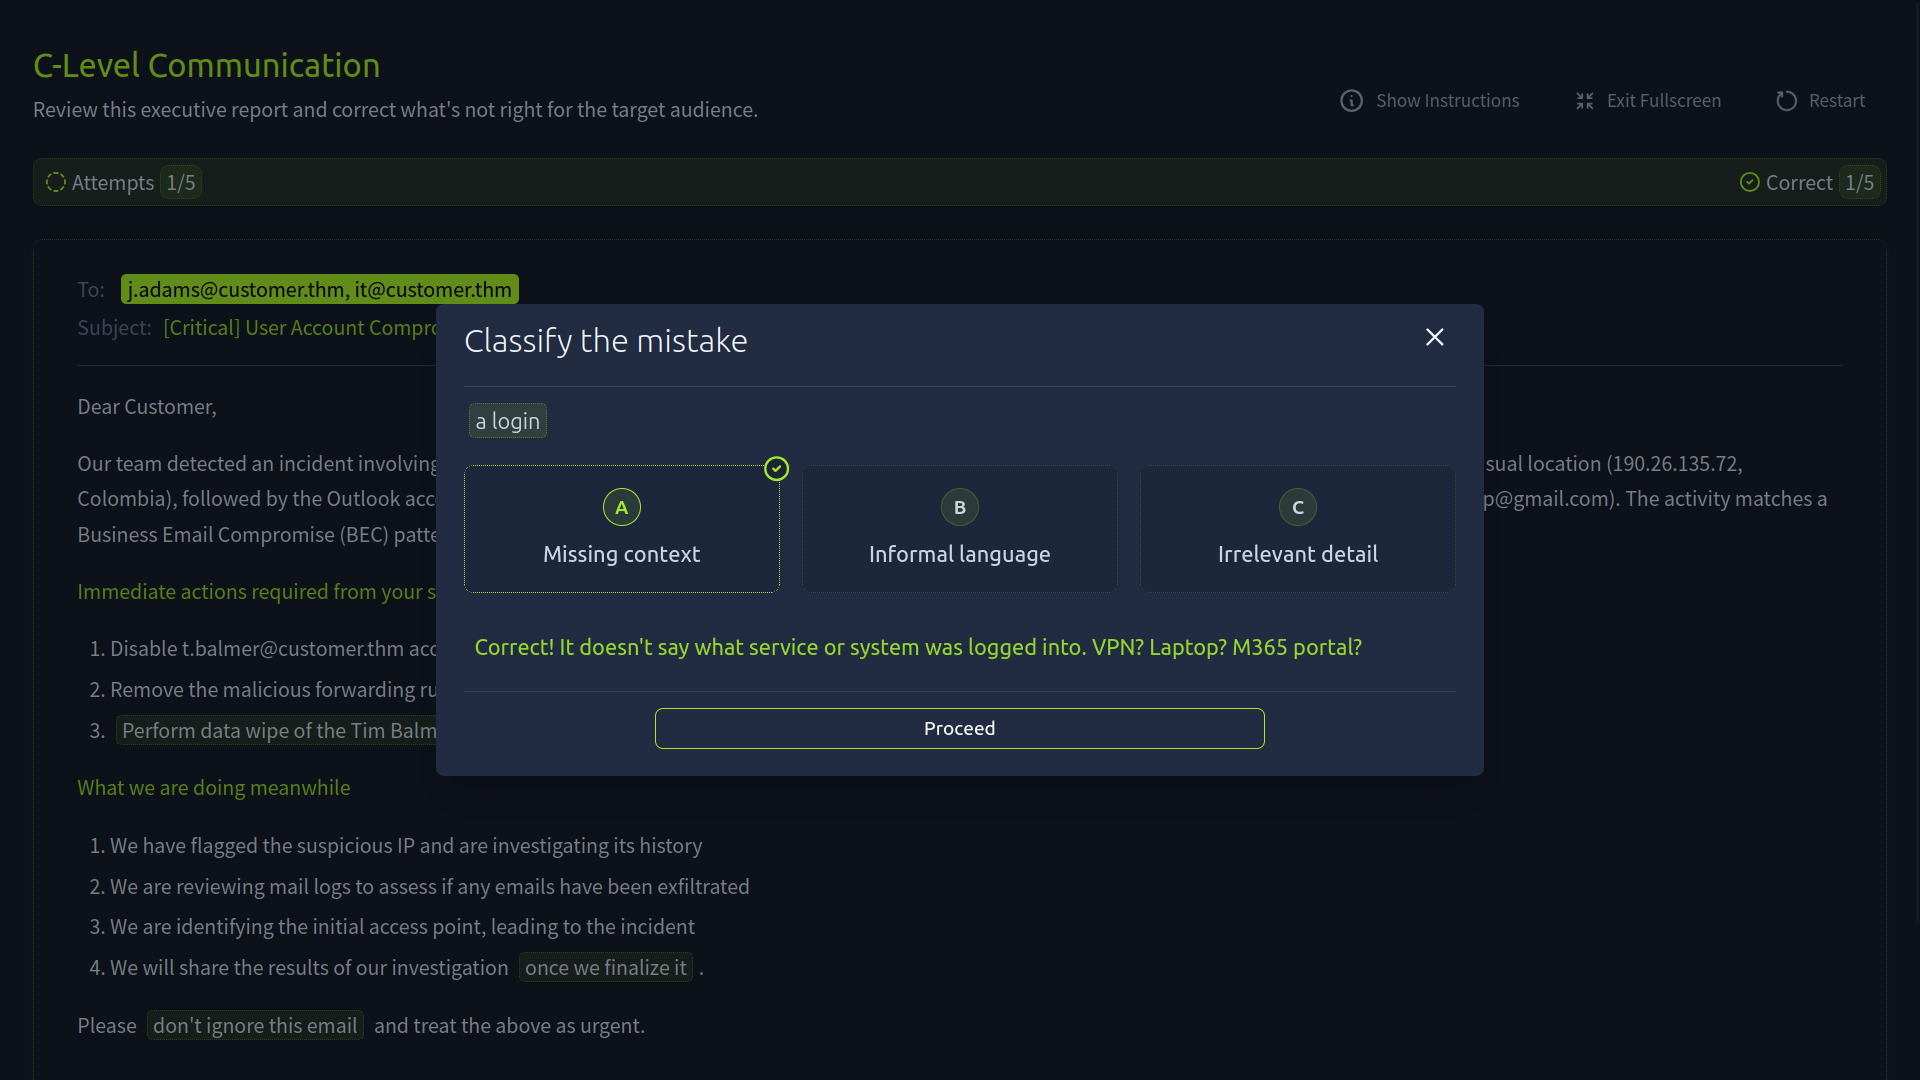 C-Level Communication
Review this executive report and correct what's not right for the target audience.
Show Instructions
Exit Fullscreen
Restart
Attempts 1/5
Correct 1/5
To: j.adams@customer.thm, it@customer.thm
Subject: [Critical] User Account
Classify the mistake
a login
A
Missing context
B
Informal language
C
Irrelevant detail
Correct! It doesn't say what service or system was logged into. VPN? Laptop? M365 portal?
Proceed
Dear Customer,
Our team detected an incident involving location (190.26.135.72,
Colombia), followed by the Outlook p@gmail.com). The activity matches a
Business Email Compromise (BEC)
Immediate actions required from your
1. Disable t.balmer@customer.thm
2. Remove the malicious forwarding
3. Perform data wipe of the Tim
What we are doing meanwhile
1. We have flagged the suspicious IP and are investigating its history
2. We are reviewing mail logs to assess if any emails have been exfiltrated
3. We are identifying the initial access point, leading to the incident
4. We will share the results of our investigation once we finalize it .
Please don't ignore this email and treat the above as urgent.